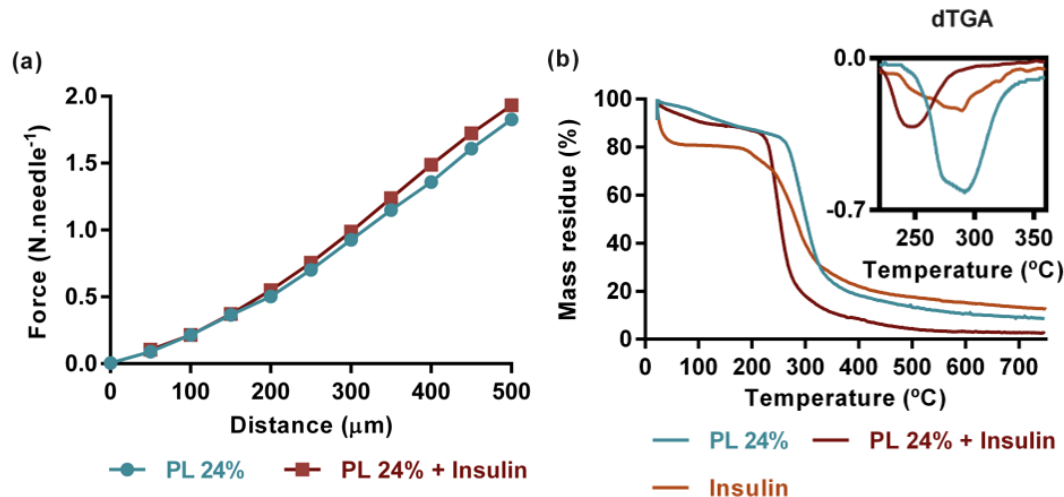 (a)
Force (N.needle⁻¹)
2.0
1.5
1.0
0.5
0.0
0 100 200 300 400 500
Distance (μm)
PL 24% PL 24% + Insulin
(b)
Mass residue (%)
100
80
60
40
20
0
0 100 200 300 400 500 600 700
Temperature (ºC)
dTGA
0.0
-0.7
250 300 350
Temperature (ºC)
PL 24% PL 24% + Insulin
Insulin